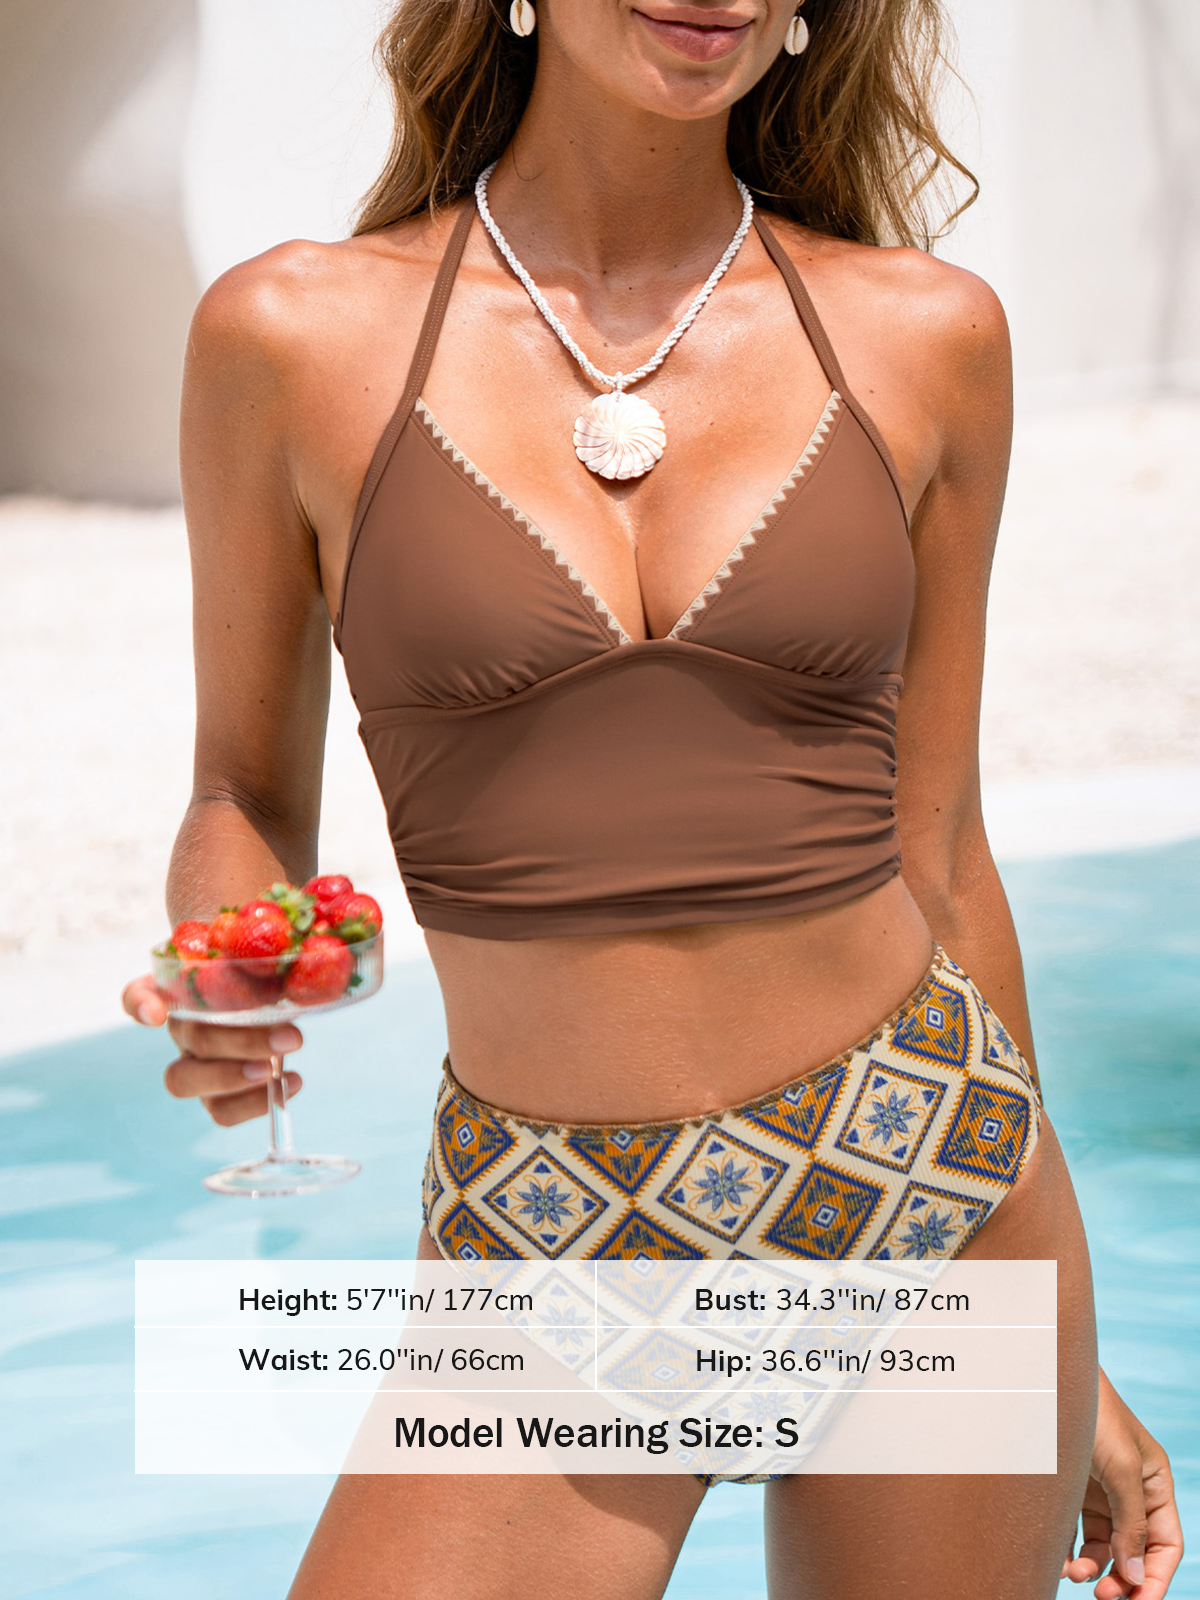 Height: 5'7"in/ 177cm
Bust: 34.3"in/ 87cm
Waist: 26.0"in/ 66cm
Hip: 36.6"in/ 93cm
Model Wearing Size: S